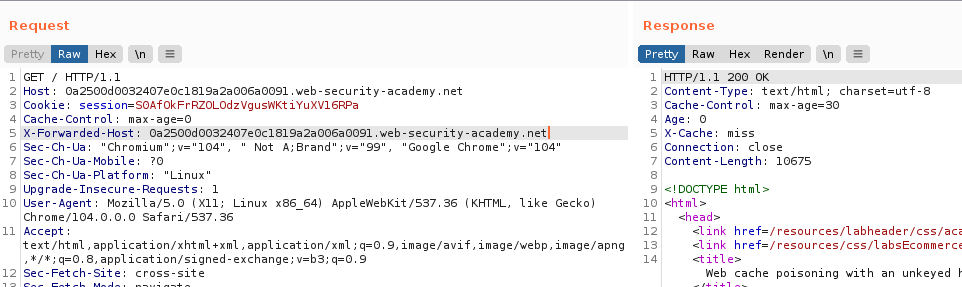 Request
Pretty Raw Hex \n
1 GET / HTTP/1.1
2 Host: 0a2500d0032407e0c1819a2a006a0091.web-security-academy.net
3 Cookie: session=S0AfOkFrRZOLOdzVgusWKtiYuXV16RPa
4 Cache-Control: max-age=0
5 X-Forwarded-Host: 0a2500d0032407e0c1819a2a006a0091.web-security-academy.net
6 Sec-Ch-Ua: "Chromium";v="104", " Not A;Brand";v="99", "Google Chrome";v="104"
7 Sec-Ch-Ua-Mobile: ?0
8 Sec-Ch-Ua-Platform: "Linux"
9 Upgrade-Insecure-Requests: 1
10 User-Agent: Mozilla/5.0 (X11; Linux x86_64) AppleWebKit/537.36 (KHTML, like Gecko)
Chrome/104.0.0.0 Safari/537.36
11 Accept:
text/html,application/xhtml+xml,application/xml;q=0.9,image/avif,image/webp,image/apng
,*/*;q=0.8,application/signed-exchange;v=b3;q=0.9
12 Sec-Fetch-Site: cross-site
13 Sec-Fetch-Mode: navigate
Response
Pretty Raw Hex Render \n
1 HTTP/1.1 200 OK
2 Content-Type: text/html; charset=utf-8
3 Cache-Control: max-age=30
4 Age: 0
5 X-Cache: miss
6 Connection: close
7 Content-Length: 10675
8
9 <!DOCTYPE html>
10 <html>
11 <head>
12 <link href=/resources/labheader/css/aca
13 <link href=/resources/css/labsEcommerce
14 <title>
Web cache poisoning with an unkeyed h
</title>